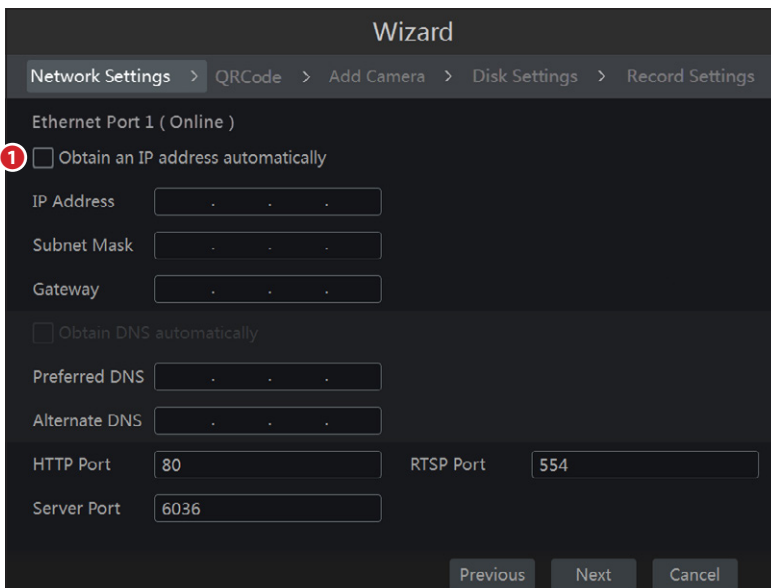 Wizard
Network Settings > QRCode > Add Camera > Disk Settings > Record Settings
Ethernet Port 1 ( Online )
1 Obtain an IP address automatically
IP Address . . .
Subnet Mask . . .
Gateway . . .
Obtain DNS automatically
Preferred DNS . . .
Alternate DNS . . .
HTTP Port 80 RTSP Port 554
Server Port 6036
Previous Next Cancel